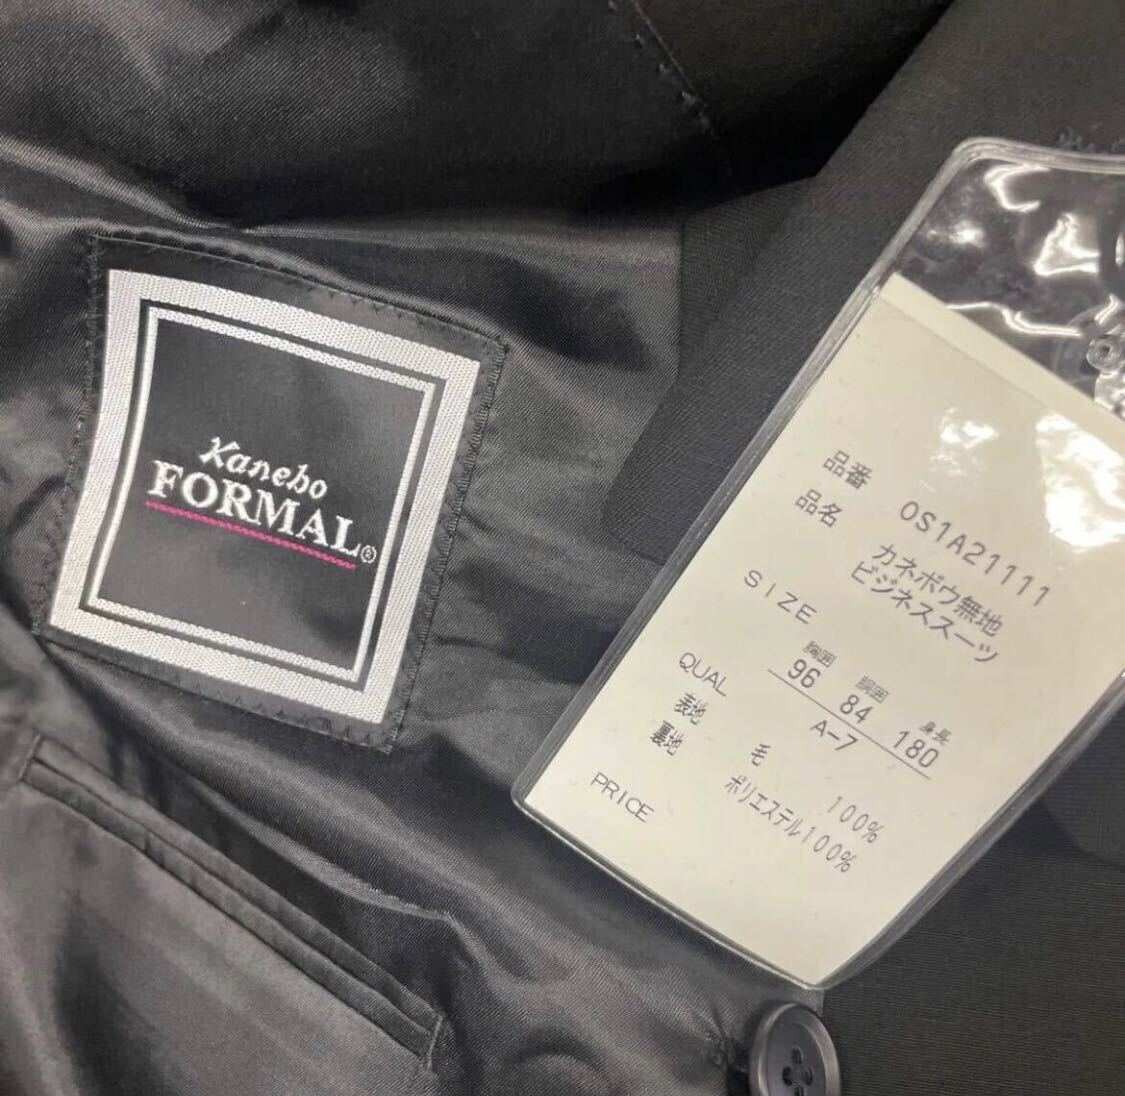 Kanebo
FORMAL®
品番 OS1A21111
品名 カネボウ無地
ビジネススーツ
SIZE
胸囲 胴囲 身長
96 84 180
A-7
QUAL
表地 毛 100%
裏地 ポリエステル100%
PRICE